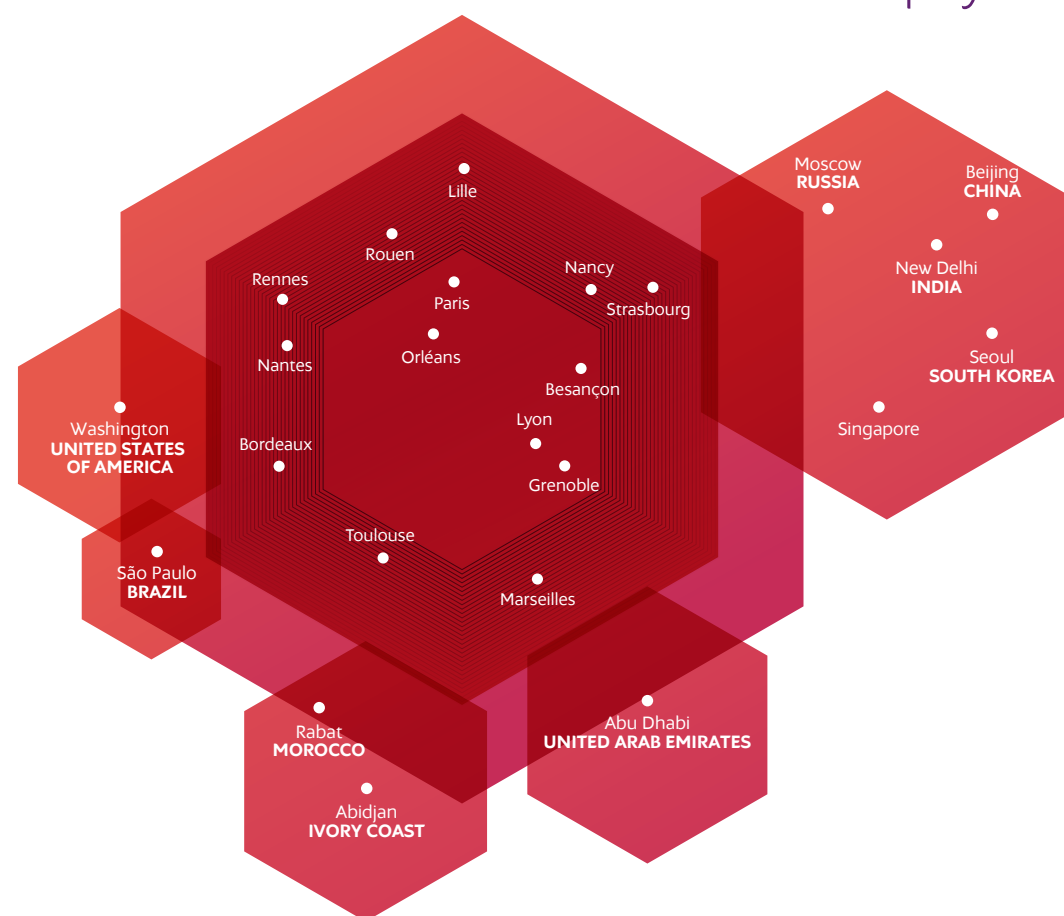 Lille
Rouen
Rennes
Paris
Nancy
Strasbourg
Nantes
Orléans
Besançon
Lyon
Bordeaux
Grenoble
Toulouse
Marseilles
Moscow
RUSSIA
Beijing
CHINA
New Delhi
INDIA
Seoul
SOUTH KOREA
Singapore
Washington
UNITED STATES
OF AMERICA
São Paulo
BRAZIL
Rabat
MOROCCO
Abidjan
IVORY COAST
Abu Dhabi
UNITED ARAB EMIRATES